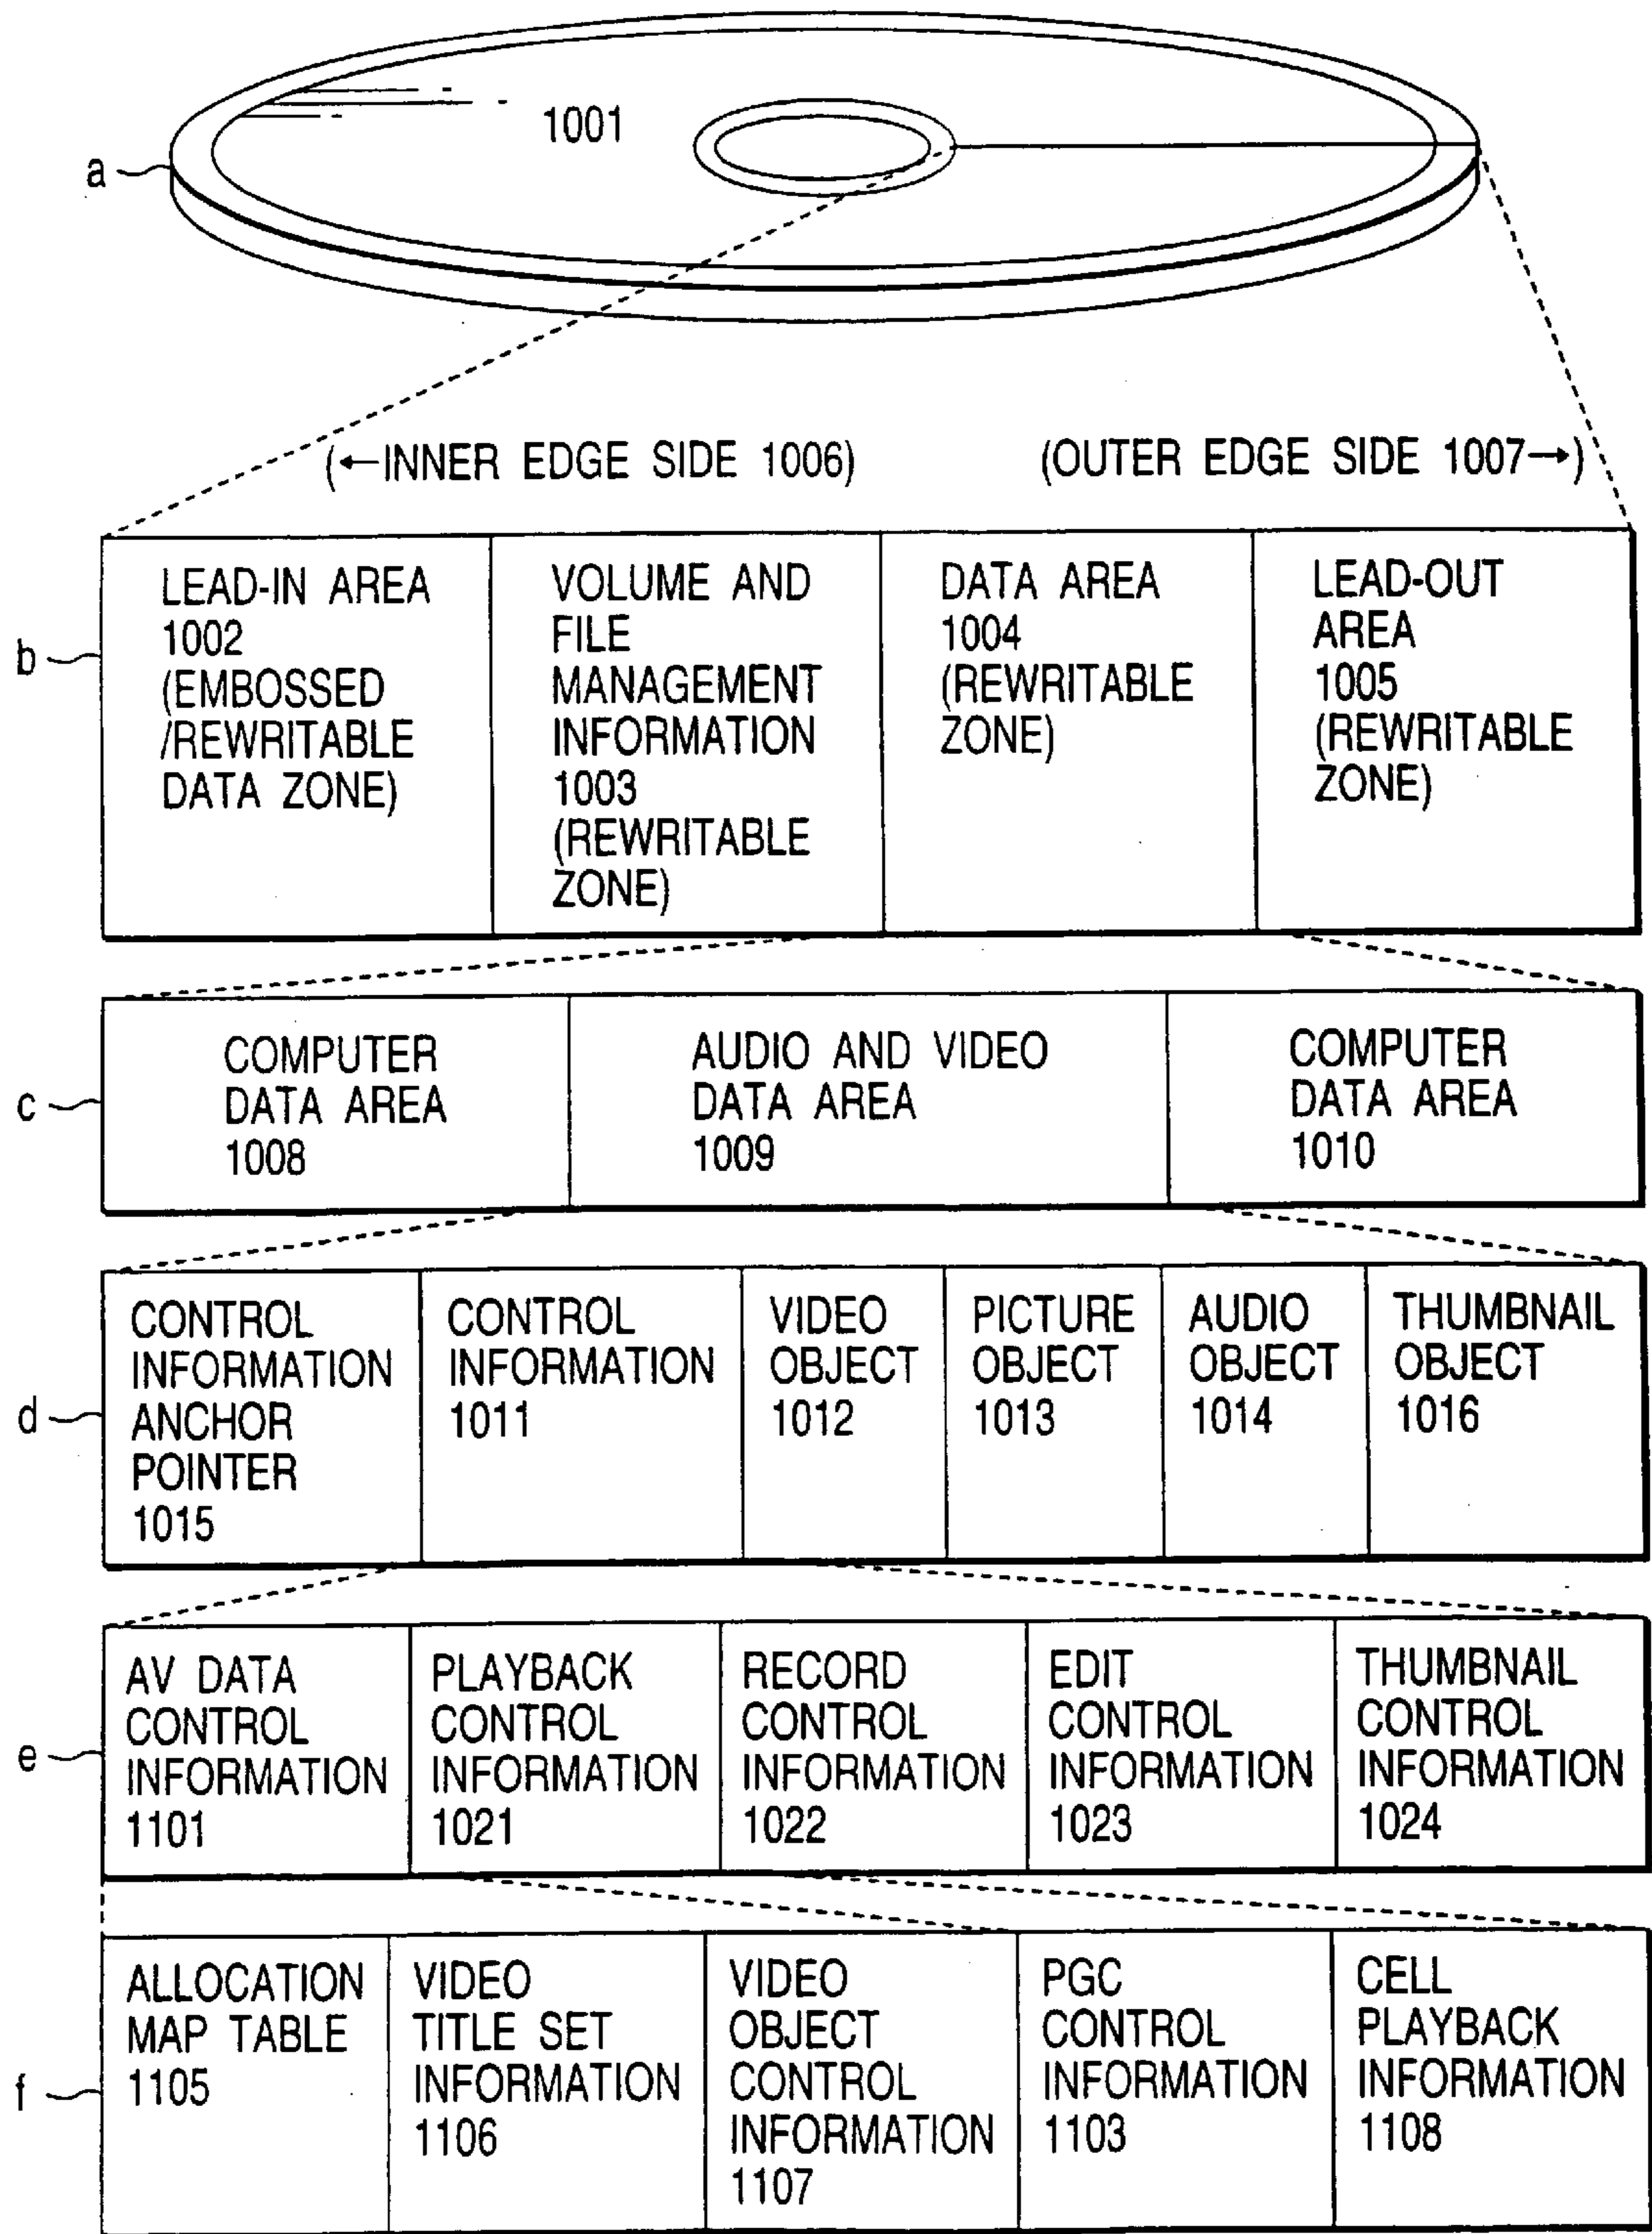 1001
a
(←INNER EDGE SIDE 1006)
(OUTER EDGE SIDE 1007→)
b
LEAD-IN AREA
1002
(EMBOSSED
/REWRITABLE
DATA ZONE)
VOLUME AND
FILE
MANAGEMENT
INFORMATION
1003
(REWRITABLE
ZONE)
DATA AREA
1004
(REWRITABLE
ZONE)
LEAD-OUT
AREA
1005
(REWRITABLE
ZONE)
c
COMPUTER
DATA AREA
1008
AUDIO AND VIDEO
DATA AREA
1009
COMPUTER
DATA AREA
1010
d
CONTROL
INFORMATION
ANCHOR
POINTER
1015
CONTROL
INFORMATION
1011
VIDEO
OBJECT
1012
PICTURE
OBJECT
1013
AUDIO
OBJECT
1014
THUMBNAIL
OBJECT
1016
e
AV DATA
CONTROL
INFORMATION
1101
PLAYBACK
CONTROL
INFORMATION
1021
RECORD
CONTROL
INFORMATION
1022
EDIT
CONTROL
INFORMATION
1023
THUMBNAIL
CONTROL
INFORMATION
1024
f
ALLOCATION
MAP TABLE
1105
VIDEO
TITLE SET
INFORMATION
1106
VIDEO
OBJECT
CONTROL
INFORMATION
1107
PGC
CONTROL
INFORMATION
1103
CELL
PLAYBACK
INFORMATION
1108